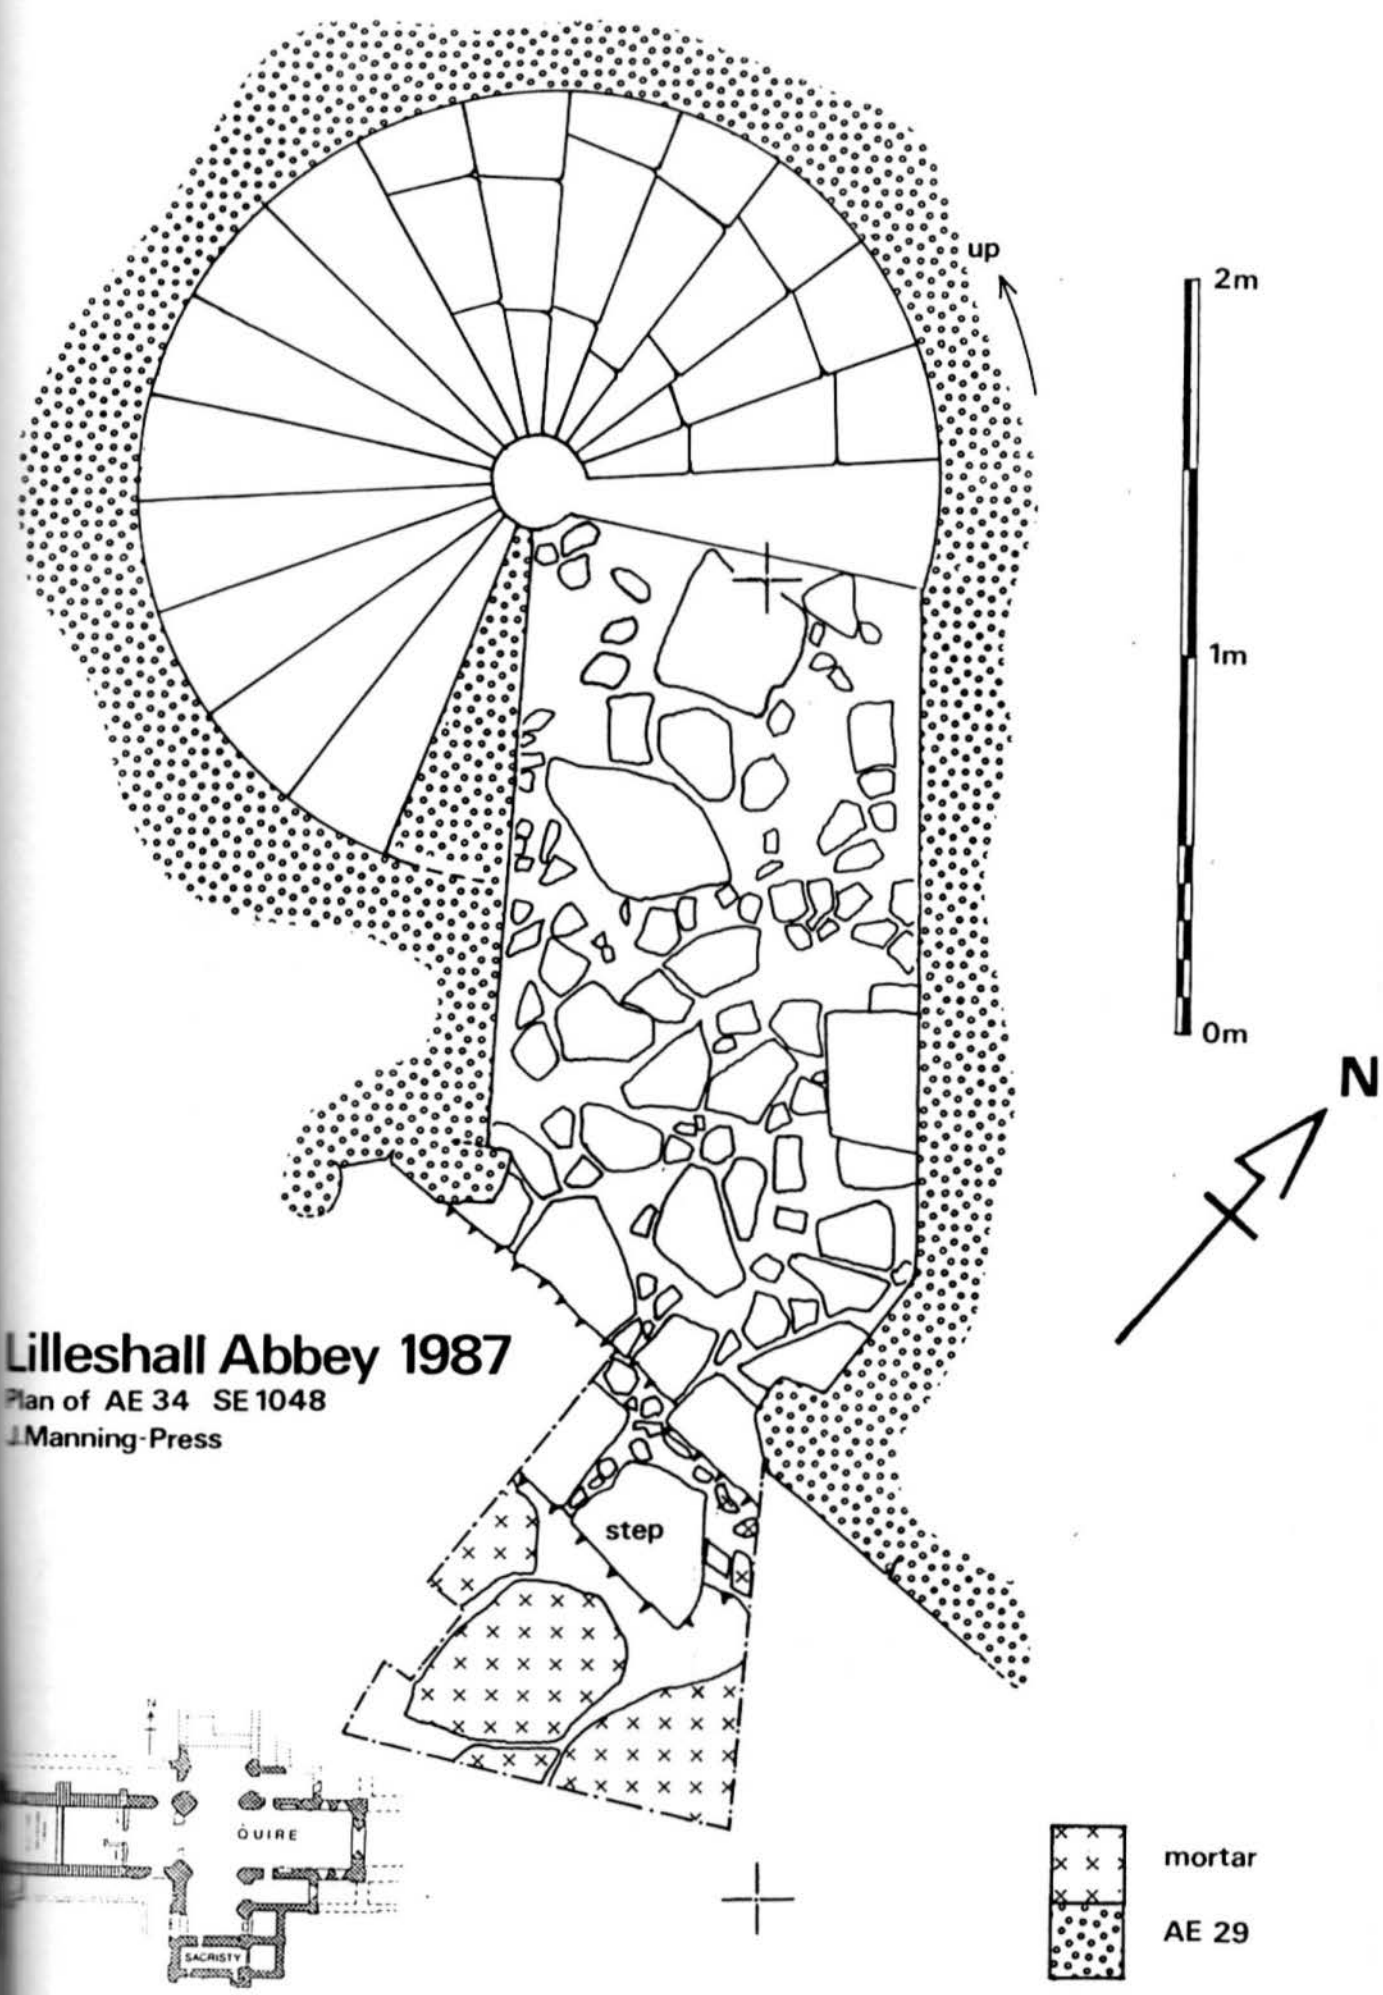 up
2m
1m
0m
N
Lilleshall Abbey 1987
Plan of AE 34 SE 1048
J.Manning-Press
step
N
QUIRE
SACRISTY
mortar
AE 29